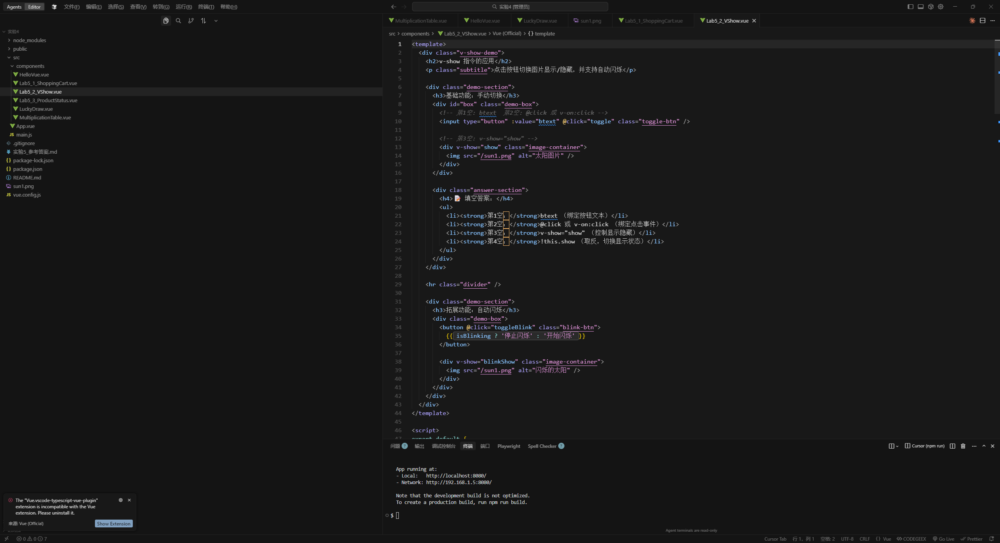 Agents Editor 文件(F) 编辑(E) 选择(S) 查看(V) 转到(G) 运行(R) 终端(T) 帮助(H) 实验4 [管理员]
MultiplicationTable.vue HelloVue.vue LuckyDraw.vue sun1.png Lab5_1_ShoppingCart.vue Lab5_2_VShow.vue
实验4
node_modules
public
src
components
HelloVue.vue
Lab5_1_ShoppingCart.vue
Lab5_2_VShow.vue
Lab5_3_ProductStatus.vue
LuckyDraw.vue
MultiplicationTable.vue
App.vue
JS main.js
.gitignore
实验5_参考答案.md
{} package-lock.json
{} package.json
README.md
sun1.png
JS vue.config.js
src > components > Lab5_2_VShow.vue > Vue (Official) > {} template
1 <template>
2 <div class="v-show-demo">
3 <h2>v-show 指令的应用</h2>
4 <p class="subtitle">点击按钮切换图片显示/隐藏，并支持自动闪烁</p>
5
6 <div class="demo-section">
7 <h3>基础功能：手动切换</h3>
8 <div id="box" class="demo-box">
9 <!-- 第1空: btext  第2空: @click 或 v-on:click -->
10 <input type="button" :value="btext" @click="toggle" class="toggle-btn" />
11
12 <!-- 第3空: v-show="show" -->
13 <div v-show="show" class="image-container">
14 <img src="/sun1.png" alt="太阳图片" />
15 </div>
16 </div>
17
18 <div class="answer-section">
19 <h4>📝 填空答案：</h4>
20 <ul>
21 <li><strong>第1空：</strong>btext （绑定按钮文本）</li>
22 <li><strong>第2空：</strong>@click 或 v-on:click （绑定点击事件）</li>
23 <li><strong>第3空：</strong>v-show="show" （控制显示隐藏）</li>
24 <li><strong>第4空：</strong>!this.show （取反，切换显示状态）</li>
25 </ul>
26 </div>
27 </div>
28
29 <hr class="divider" />
30
31 <div class="demo-section">
32 <h3>拓展功能：自动闪烁</h3>
33 <div class="demo-box">
34 <button @click="toggleBlink" class="blink-btn">
35 {{ isBlinking ? '停止闪烁' : '开始闪烁' }}
36 </button>
37
38 <div v-show="blinkShow" class="image-container">
39 <img src="/sun1.png" alt="闪烁的太阳" />
40 </div>
41 </div>
42 </div>
43 </div>
44 </template>
45
46 <script>
47 export default {
问题 7 输出 调试控制台 终端 端口 Playwright Spell Checker 7 Cursor (npm run)
App running at:
- Local:   http://localhost:8080/
- Network: http://192.168.1.5:8080/
Note that the development build is not optimized.
To create a production build, run npm run build.
$
Agent terminals are read-only
The "Vue.vscode-typescript-vue-plugin"
extension is incompatible with the Vue
extension. Please uninstall it.
来源: Vue (Official) Show Extension
0 0 7 Cursor Tab 行 1，列 1 空格: 2 UTF-8 CRLF {} Vue CODEGEEX Go Live Prettier